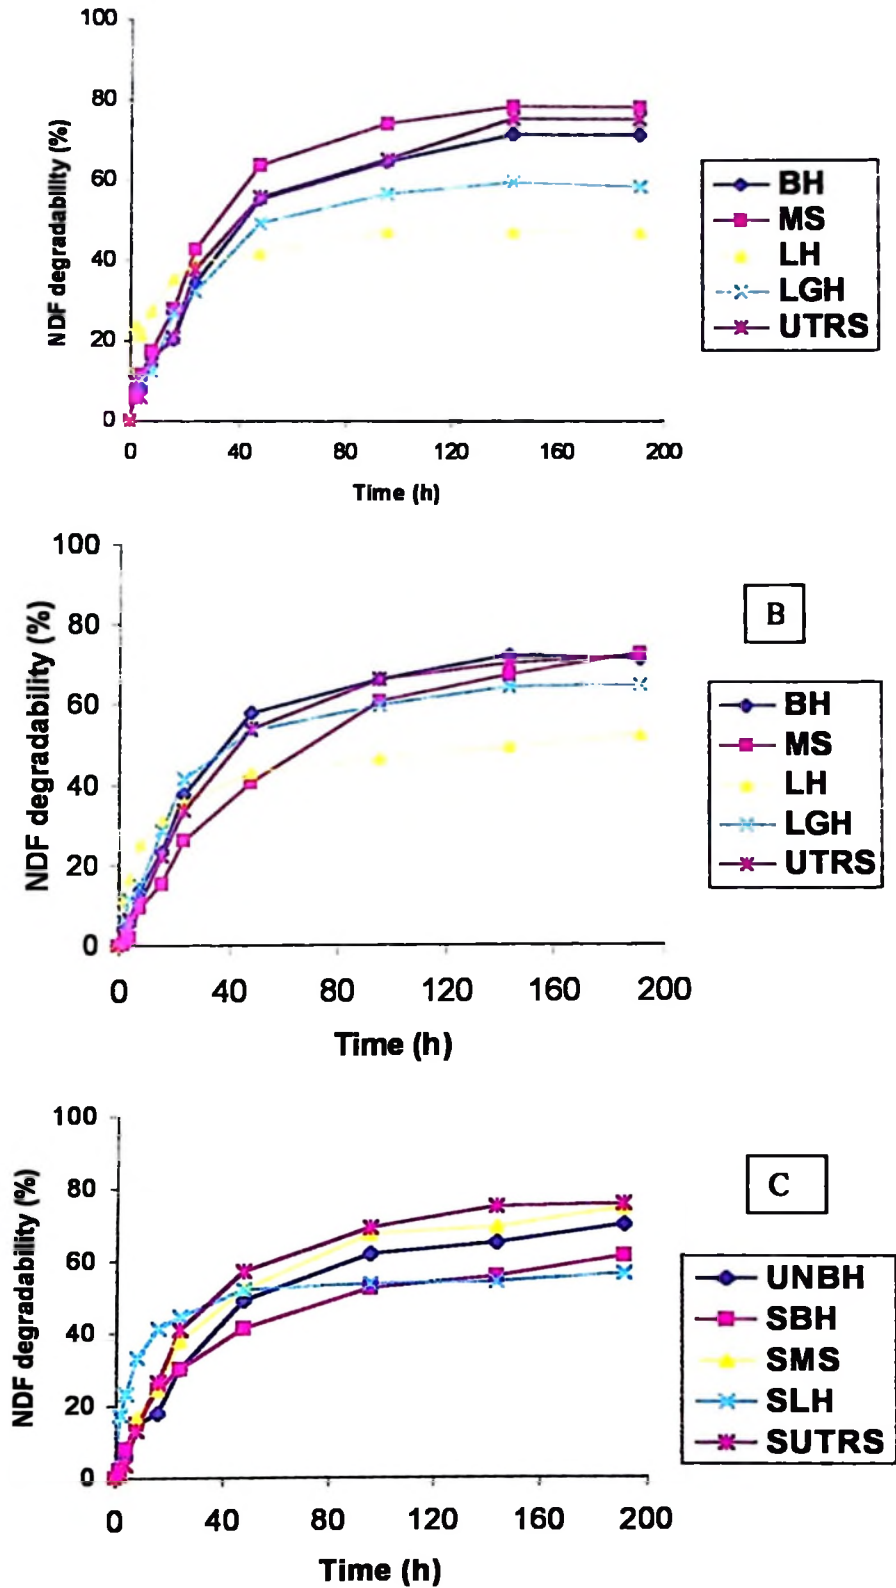 100
80
60
40
20
0
NDF degradability (%)
0 40 80 120 160 200
Time (h)
BH
MS
LH
LGH
UTRS
100
80
60
40
20
0
NDF degradability (%)
0 40 80 120 160 200
Time (h)
B
BH
MS
LH
LGH
UTRS
100
80
60
40
20
0
NDF degradability (%)
0 40 80 120 160 200
Time (h)
C
UNBH
SBH
SMS
SLH
SUTRS